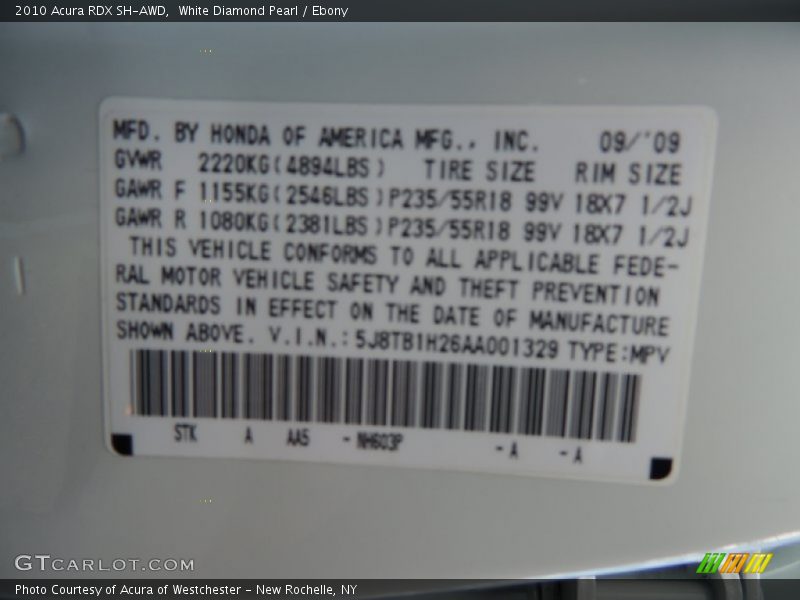 2010 Acura RDX SH-AWD,  White Diamond Pearl / Ebony
MFD. BY HONDA OF AMERICA MFG., INC. 09/'09
GVWR 2220KG(4894LBS) TIRE SIZE RIM SIZE
GAWR F 1155KG(2546LBS)P235/55R18 99V 18X7 1/2J
GAWR R 1080KG(2381LBS)P235/55R18 99V 18X7 1/2J
THIS VEHICLE CONFORMS TO ALL APPLICABLE FEDE-
RAL MOTOR VEHICLE SAFETY AND THEFT PREVENTION
STANDARDS IN EFFECT ON THE DATE OF MANUFACTURE
SHOWN ABOVE. V.I.N.:5J8TB1H26AA001329 TYPE:MPV
STK A AA5 -NH603P -A -A
GTCARLOT.COM
Photo Courtesy of Acura of Westchester - New Rochelle, NY